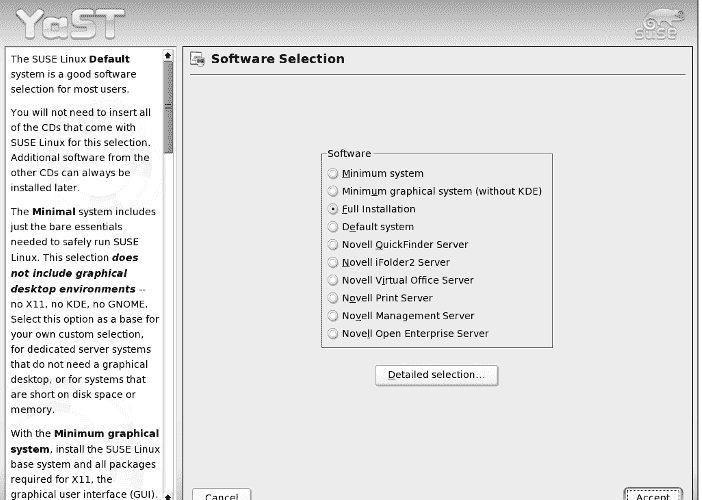 YaST
SUSE
The SUSE Linux Default
system is a good software
selection for most users.
You will not need to insert all
of the CDs that come with
SUSE Linux for this selection.
Additional software from the
other CDs can always be
installed later.
The Minimal system includes
just the bare essentials
needed to safely run SUSE
Linux. This selection does
not include graphical
desktop environments --
no X11, no KDE, no GNOME.
Select this option as a base for
your own custom selection,
for dedicated server systems
that do not need a graphical
desktop, or for systems that
are short on disk space or
memory.
With the Minimum graphical
system, install the SUSE Linux
base system and all packages
required for X11, the
graphical user interface (GUI).
Software Selection
Software
Minimum system
Minimum graphical system (without KDE)
Full Installation
Default system
Novell QuickFinder Server
Novell iFolder2 Server
Novell Virtual Office Server
Novell Print Server
Novell Management Server
Novell Open Enterprise Server
Detailed selection...
Cancel
Accept